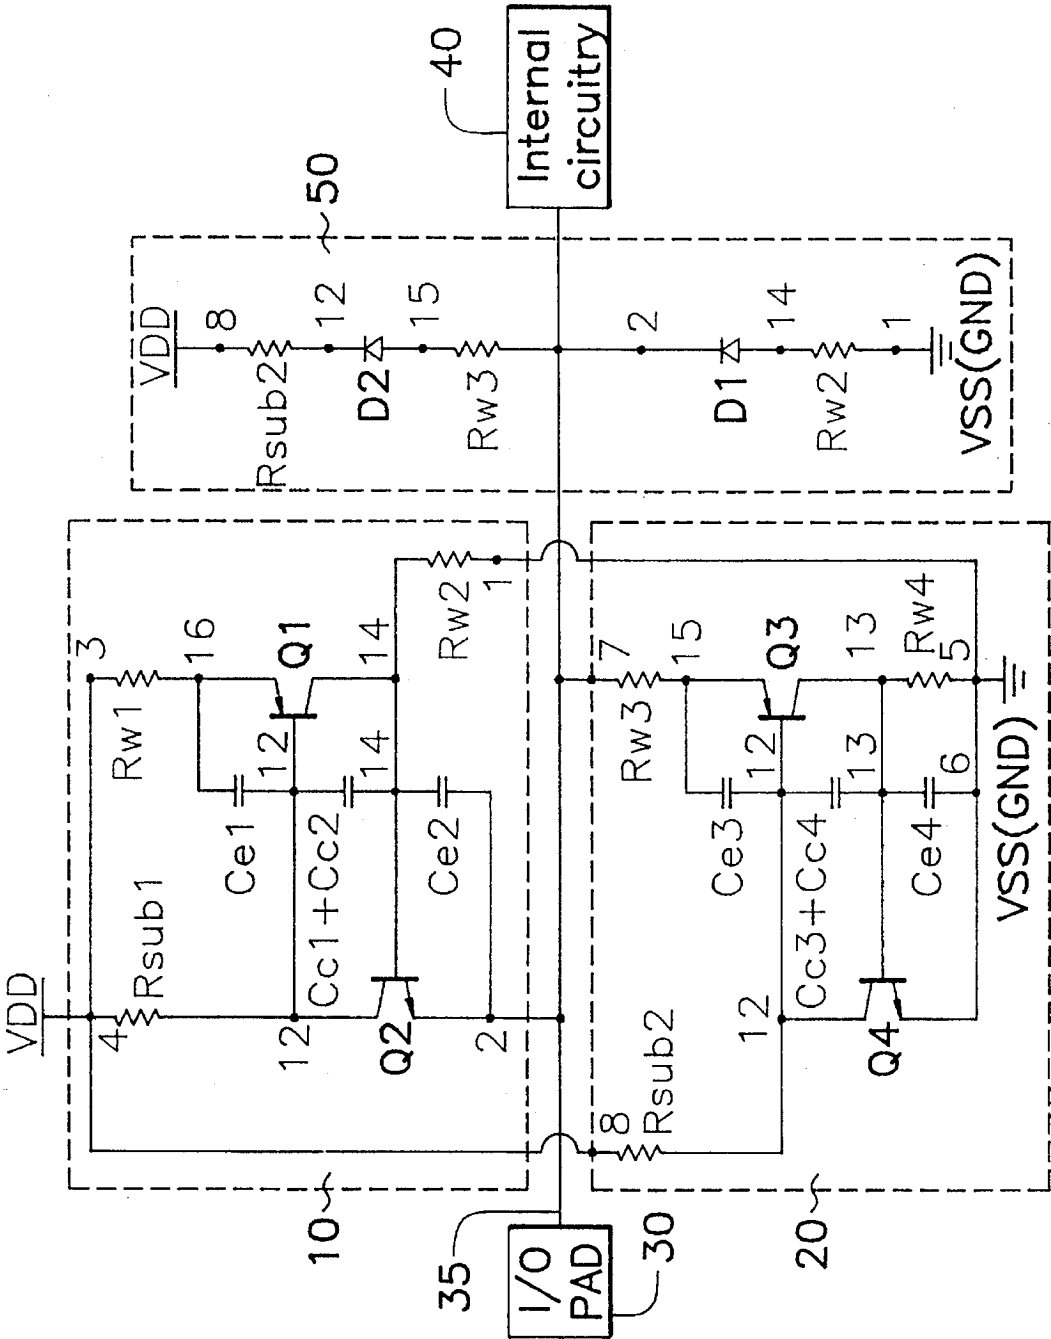 VDD
4
Rsub1
12
Q2
2
3
Rw1
16
Ce1
12
Q1
Cc1+Cc2
14
14
Ce2
Rw2
1
10
VDD
8
Rsub2
12
D2
15
Rw3
2
D1
14
Rw2
1
VSS(GND)
50
40
Internal
circuitry
I/O
PAD
35
30
8
Rsub2
12
Q4
7
Rw3
15
Ce3
12
Q3
Cc3+Cc4
13
13
Ce4
Rw4
6
5
VSS(GND)
20